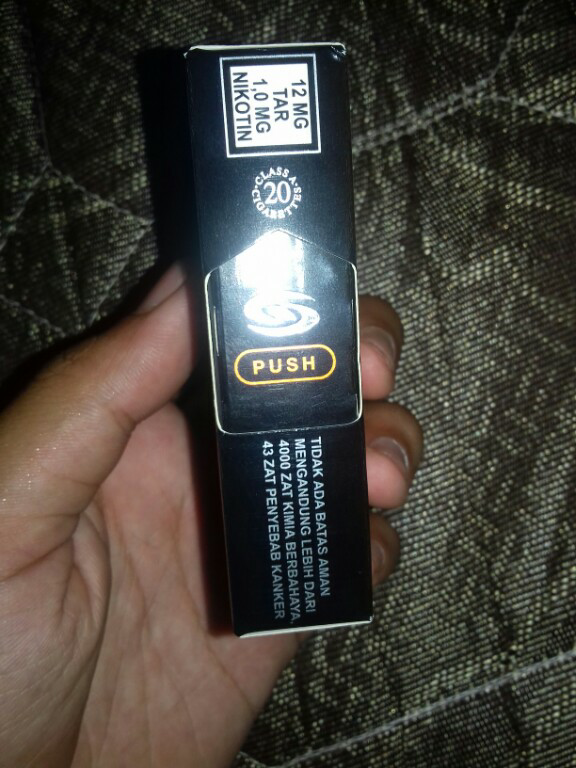 12 MG
TAR
1,0 MG
NIKOTIN
CLASS A
20
CIGARETTES
PUSH
TIDAK ADA BATAS AMAN
MENGANDUNG LEBIH DARI
4000 ZAT KIMIA BERBAHAYA,
43 ZAT PENYEBAB KANKER